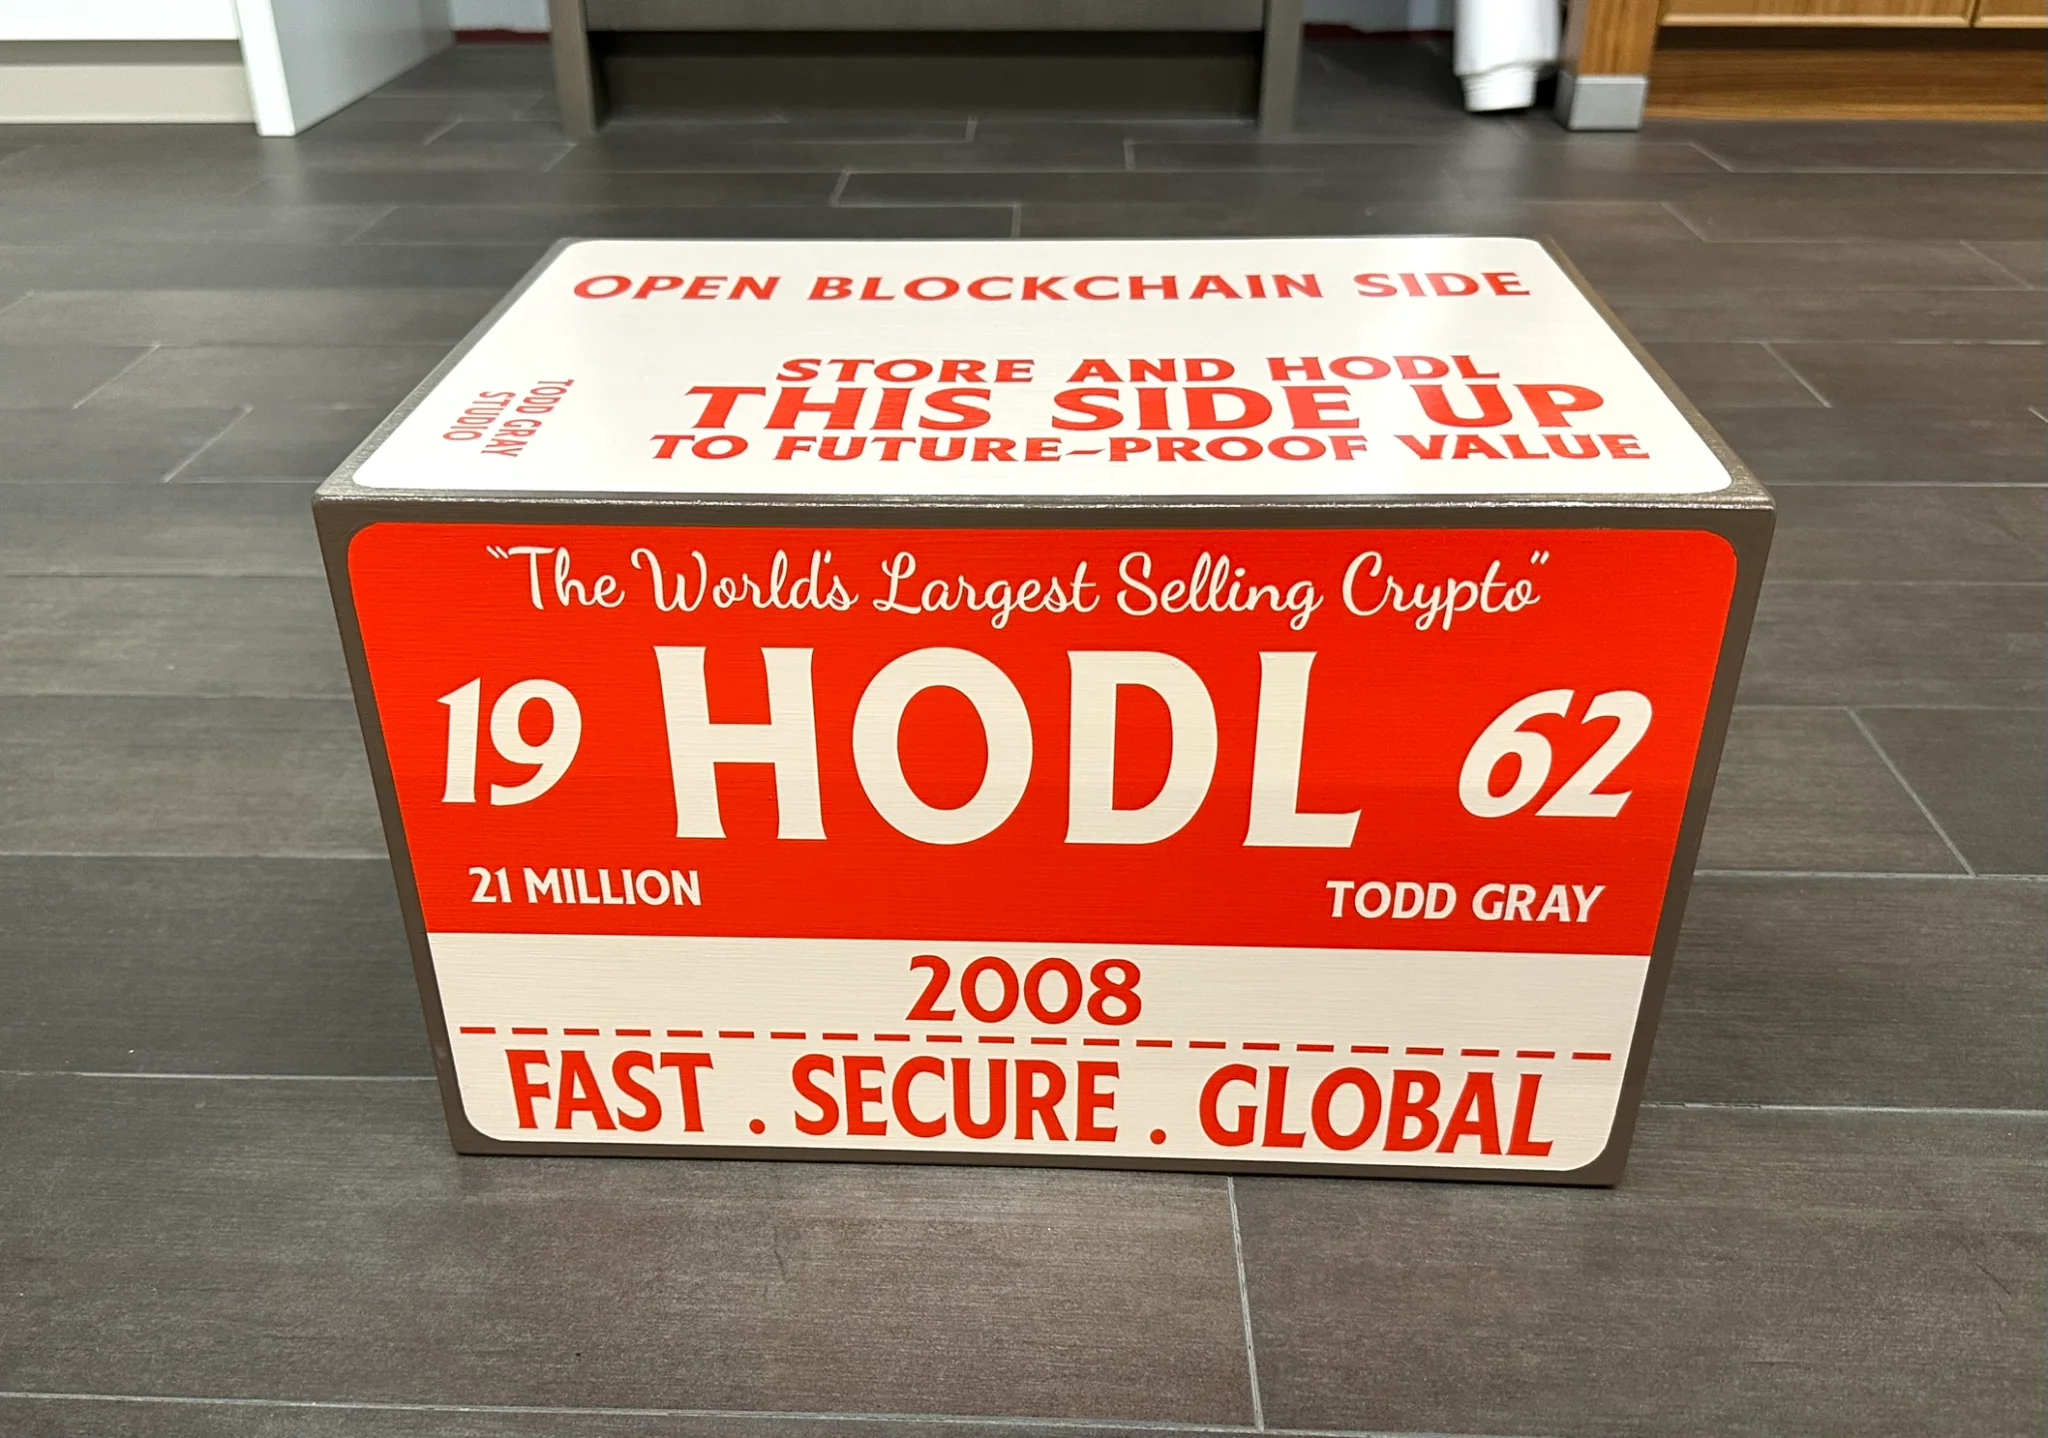 OPEN BLOCKCHAIN SIDE
STORE AND HODL
THIS SIDE UP
TO FUTURE-PROOF VALUE
TODD GRAY
STUDIO
"The World's Largest Selling Crypto"
19 HODL 62
21 MILLION
TODD GRAY
2008
FAST . SECURE . GLOBAL